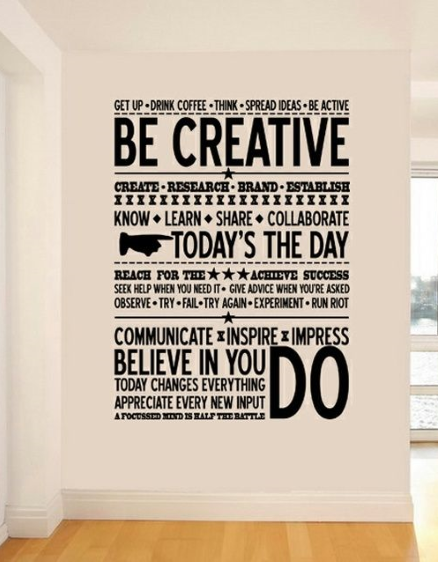 GET UP • DRINK COFFEE • THINK • SPREAD IDEAS • BE ACTIVE
BE CREATIVE
CREATE • RESEARCH • BRAND • ESTABLISH
KNOW • LEARN • SHARE • COLLABORATE
TODAY'S THE DAY
REACH FOR THE ★★★ ACHIEVE SUCCESS
SEEK HELP WHEN YOU NEED IT • GIVE ADVICE WHEN YOU'RE ASKED
OBSERVE • TRY • FAIL • TRY AGAIN • EXPERIMENT • RUN RIOT
COMMUNICATE INSPIRE IMPRESS
BELIEVE IN YOU
TODAY CHANGES EVERYTHING
APPRECIATE EVERY NEW INPUT
A FOCUSSED MIND IS HALF THE BATTLE
DO